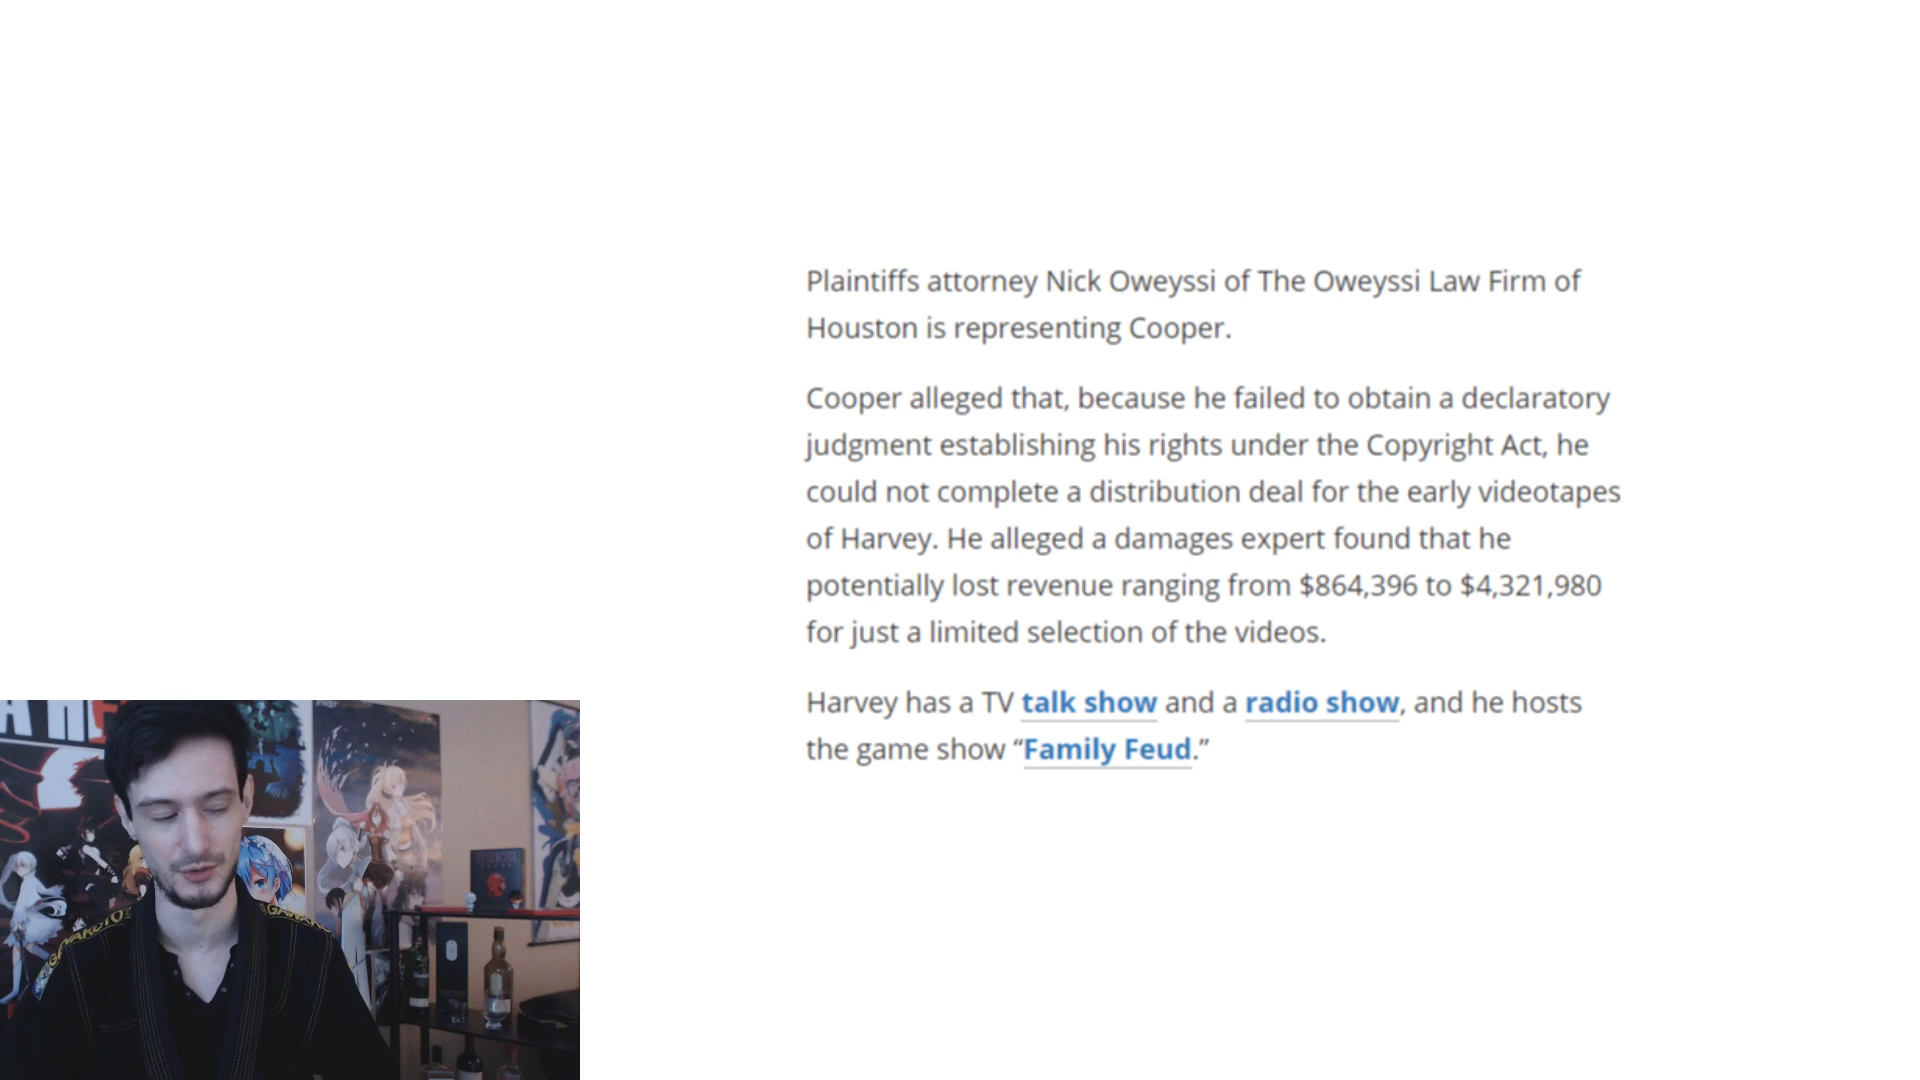 Plaintiffs attorney Nick Oweyssi of The Oweyssi Law Firm of
Houston is representing Cooper.
Cooper alleged that, because he failed to obtain a declaratory
judgment establishing his rights under the Copyright Act, he
could not complete a distribution deal for the early videotapes
of Harvey. He alleged a damages expert found that he
potentially lost revenue ranging from $864,396 to $4,321,980
for just a limited selection of the videos.
Harvey has a TV talk show and a radio show, and he hosts
the game show “Family Feud.”